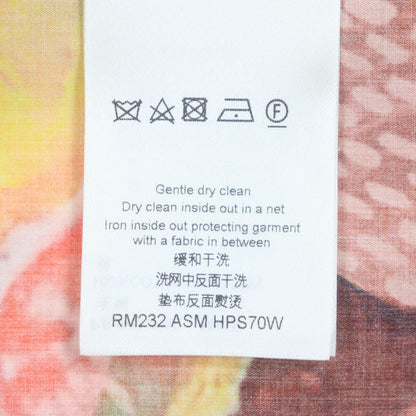 F
Gentle dry clean
Dry clean inside out in a net
Iron inside out protecting garment
with a fabric in between
缓和干洗
洗网中反面干洗
垫布反面熨烫
RM232 ASM HPS70W